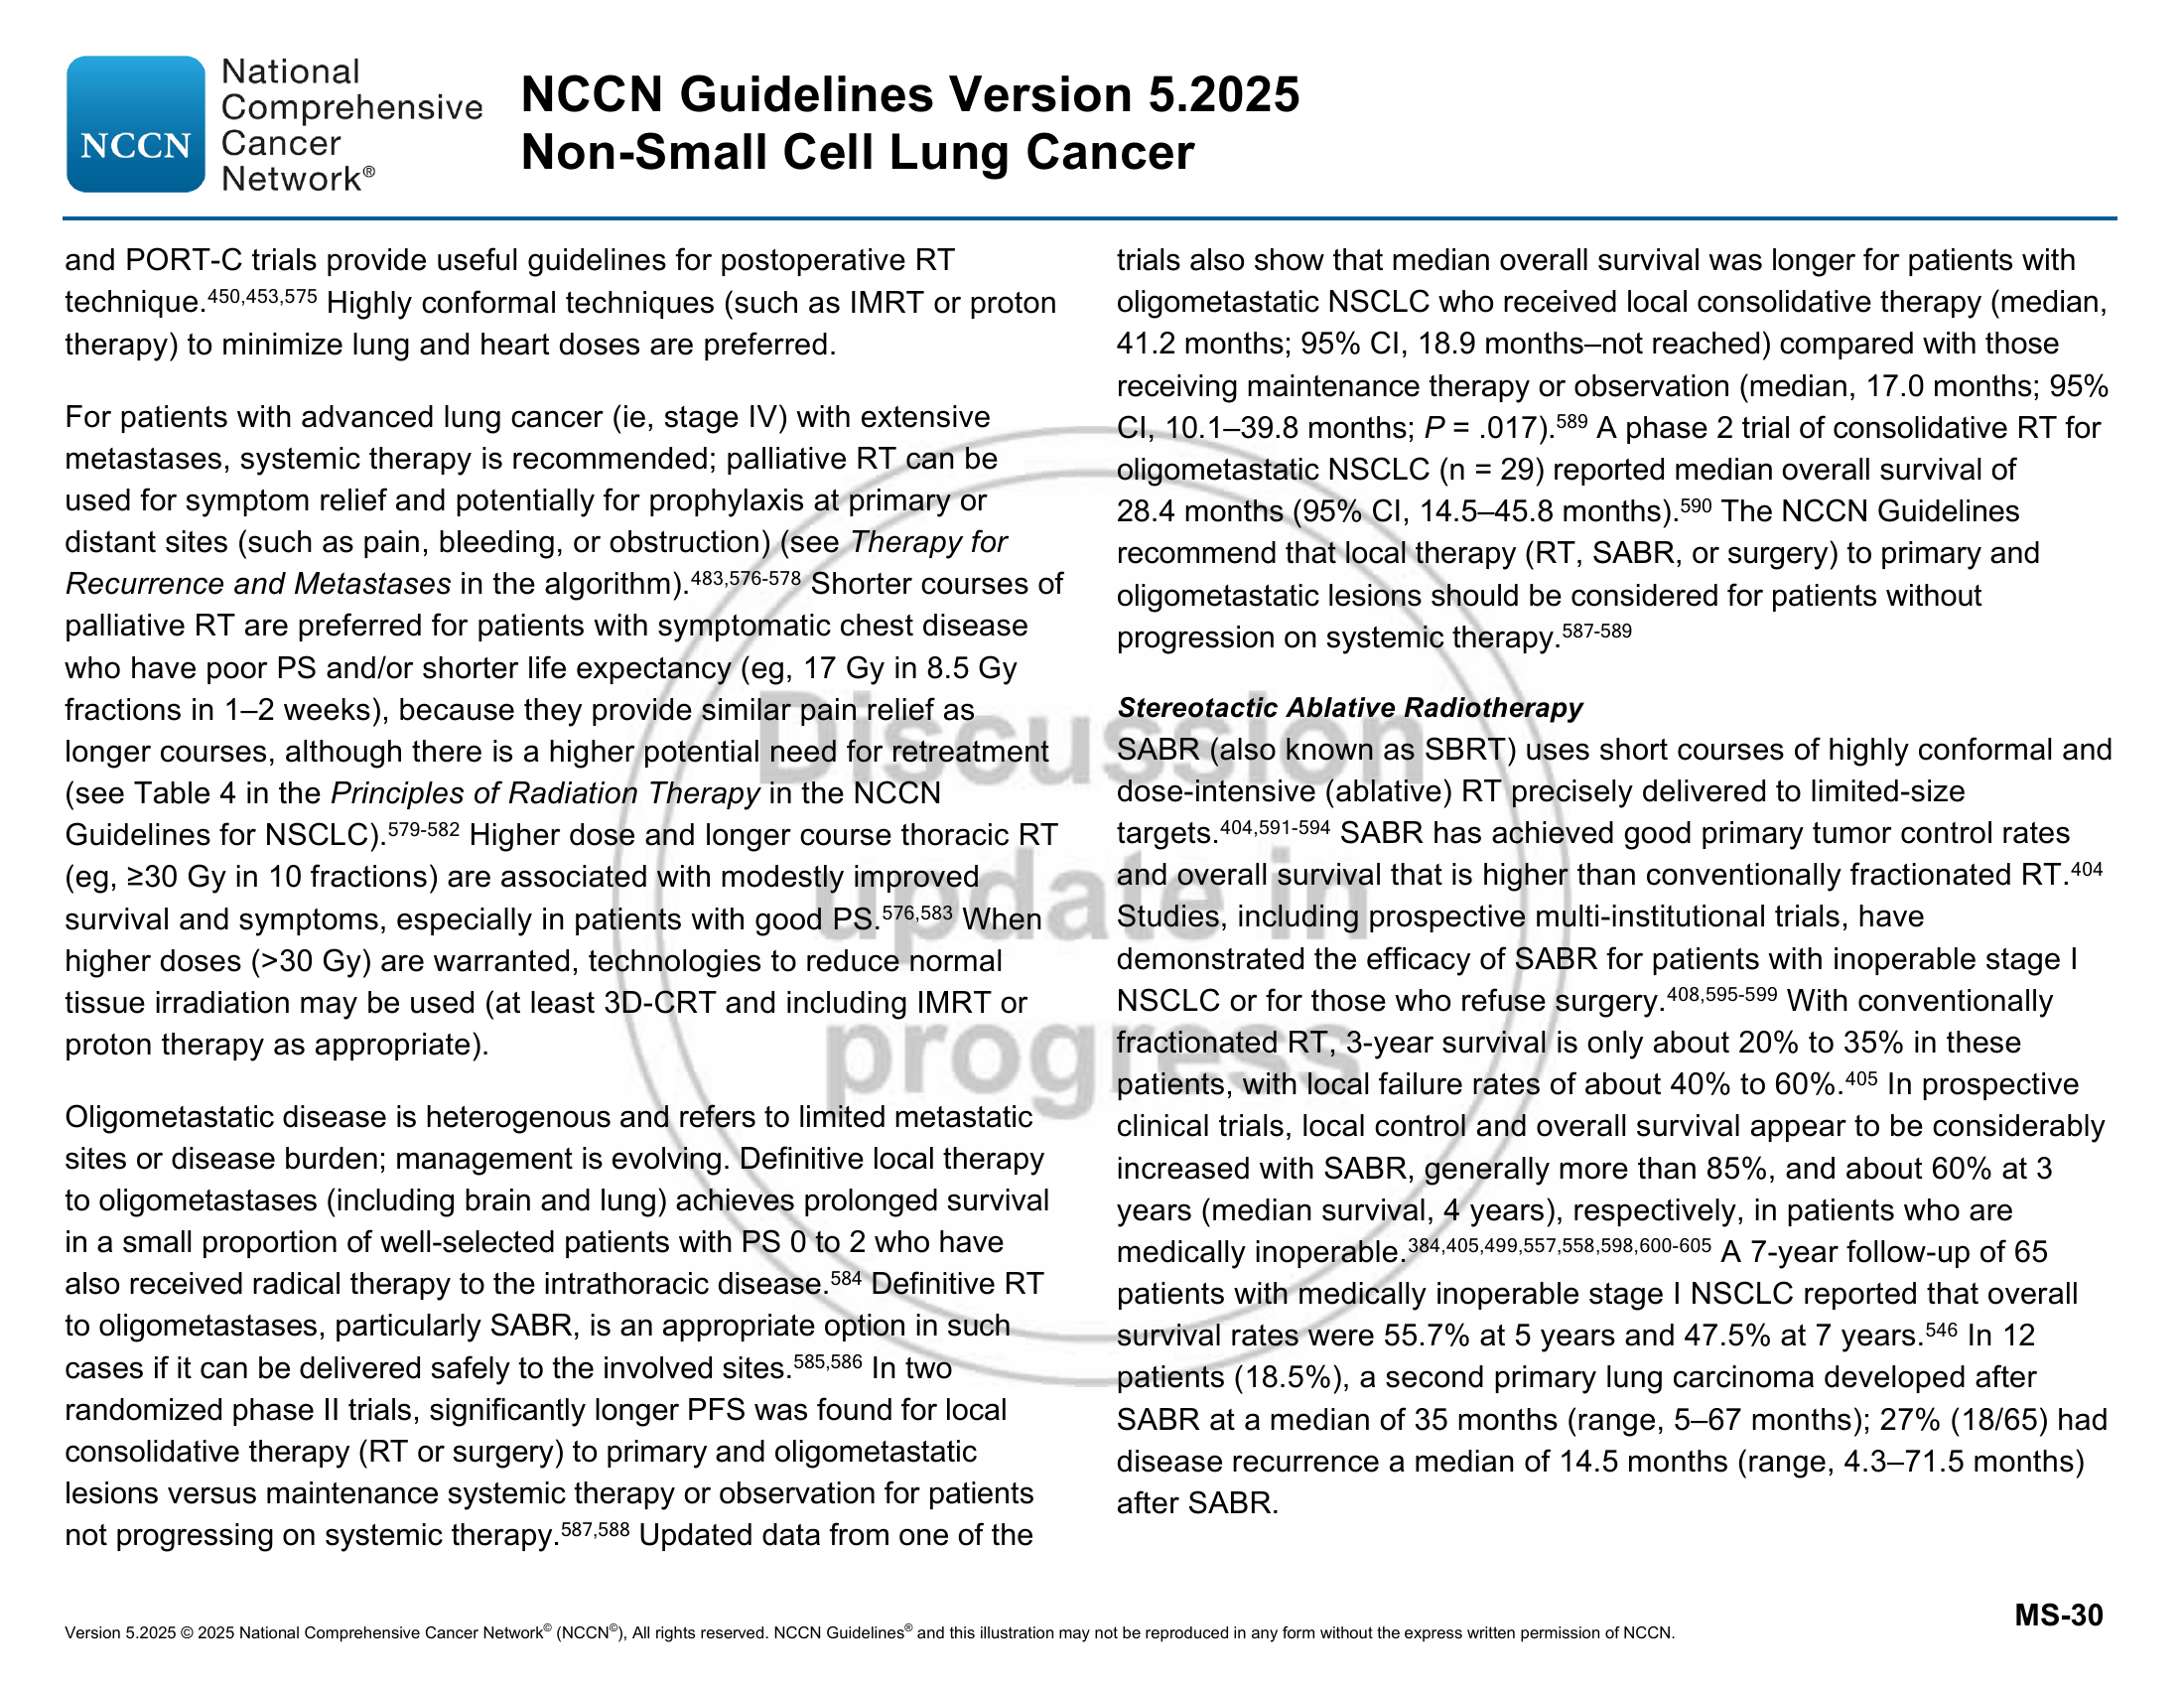 National
Comprehensive
NCCN Cancer
Network®
NCCN Guidelines Version 5.2025
Non-Small Cell Lung Cancer
and PORT-C trials provide useful guidelines for postoperative RT
technique.450,453,575 Highly conformal techniques (such as IMRT or proton
therapy) to minimize lung and heart doses are preferred.
For patients with advanced lung cancer (ie, stage IV) with extensive
metastases, systemic therapy is recommended; palliative RT can be
used for symptom relief and potentially for prophylaxis at primary or
distant sites (such as pain, bleeding, or obstruction) (see Therapy for
Recurrence and Metastases in the algorithm).483,576-578 Shorter courses of
palliative RT are preferred for patients with symptomatic chest disease
who have poor PS and/or shorter life expectancy (eg, 17 Gy in 8.5 Gy
fractions in 1–2 weeks), because they provide similar pain relief as
longer courses, although there is a higher potential need for retreatment
(see Table 4 in the Principles of Radiation Therapy in the NCCN
Guidelines for NSCLC).579-582 Higher dose and longer course thoracic RT
(eg, ≥30 Gy in 10 fractions) are associated with modestly improved
survival and symptoms, especially in patients with good PS.576,583 When
higher doses (>30 Gy) are warranted, technologies to reduce normal
tissue irradiation may be used (at least 3D-CRT and including IMRT or
proton therapy as appropriate).
Oligometastatic disease is heterogenous and refers to limited metastatic
sites or disease burden; management is evolving. Definitive local therapy
to oligometastases (including brain and lung) achieves prolonged survival
in a small proportion of well-selected patients with PS 0 to 2 who have
also received radical therapy to the intrathoracic disease.584 Definitive RT
to oligometastases, particularly SABR, is an appropriate option in such
cases if it can be delivered safely to the involved sites.585,586 In two
randomized phase II trials, significantly longer PFS was found for local
consolidative therapy (RT or surgery) to primary and oligometastatic
lesions versus maintenance systemic therapy or observation for patients
not progressing on systemic therapy.587,588 Updated data from one of the
trials also show that median overall survival was longer for patients with
oligometastatic NSCLC who received local consolidative therapy (median,
41.2 months; 95% CI, 18.9 months–not reached) compared with those
receiving maintenance therapy or observation (median, 17.0 months; 95%
CI, 10.1–39.8 months; P = .017).589 A phase 2 trial of consolidative RT for
oligometastatic NSCLC (n = 29) reported median overall survival of
28.4 months (95% CI, 14.5–45.8 months).590 The NCCN Guidelines
recommend that local therapy (RT, SABR, or surgery) to primary and
oligometastatic lesions should be considered for patients without
progression on systemic therapy.587-589
Stereotactic Ablative Radiotherapy
SABR (also known as SBRT) uses short courses of highly conformal and
dose-intensive (ablative) RT precisely delivered to limited-size
targets.404,591-594 SABR has achieved good primary tumor control rates
and overall survival that is higher than conventionally fractionated RT.404
Studies, including prospective multi-institutional trials, have
demonstrated the efficacy of SABR for patients with inoperable stage I
NSCLC or for those who refuse surgery.408,595-599 With conventionally
fractionated RT, 3-year survival is only about 20% to 35% in these
patients, with local failure rates of about 40% to 60%.405 In prospective
clinical trials, local control and overall survival appear to be considerably
increased with SABR, generally more than 85%, and about 60% at 3
years (median survival, 4 years), respectively, in patients who are
medically inoperable.384,405,499,557,558,598,600-605 A 7-year follow-up of 65
patients with medically inoperable stage I NSCLC reported that overall
survival rates were 55.7% at 5 years and 47.5% at 7 years.546 In 12
patients (18.5%), a second primary lung carcinoma developed after
SABR at a median of 35 months (range, 5–67 months); 27% (18/65) had
disease recurrence a median of 14.5 months (range, 4.3–71.5 months)
after SABR.
Discussion
update in
progress
MS-30
Version 5.2025 © 2025 National Comprehensive Cancer Network© (NCCN©), All rights reserved. NCCN Guidelines® and this illustration may not be reproduced in any form without the express written permission of NCCN.